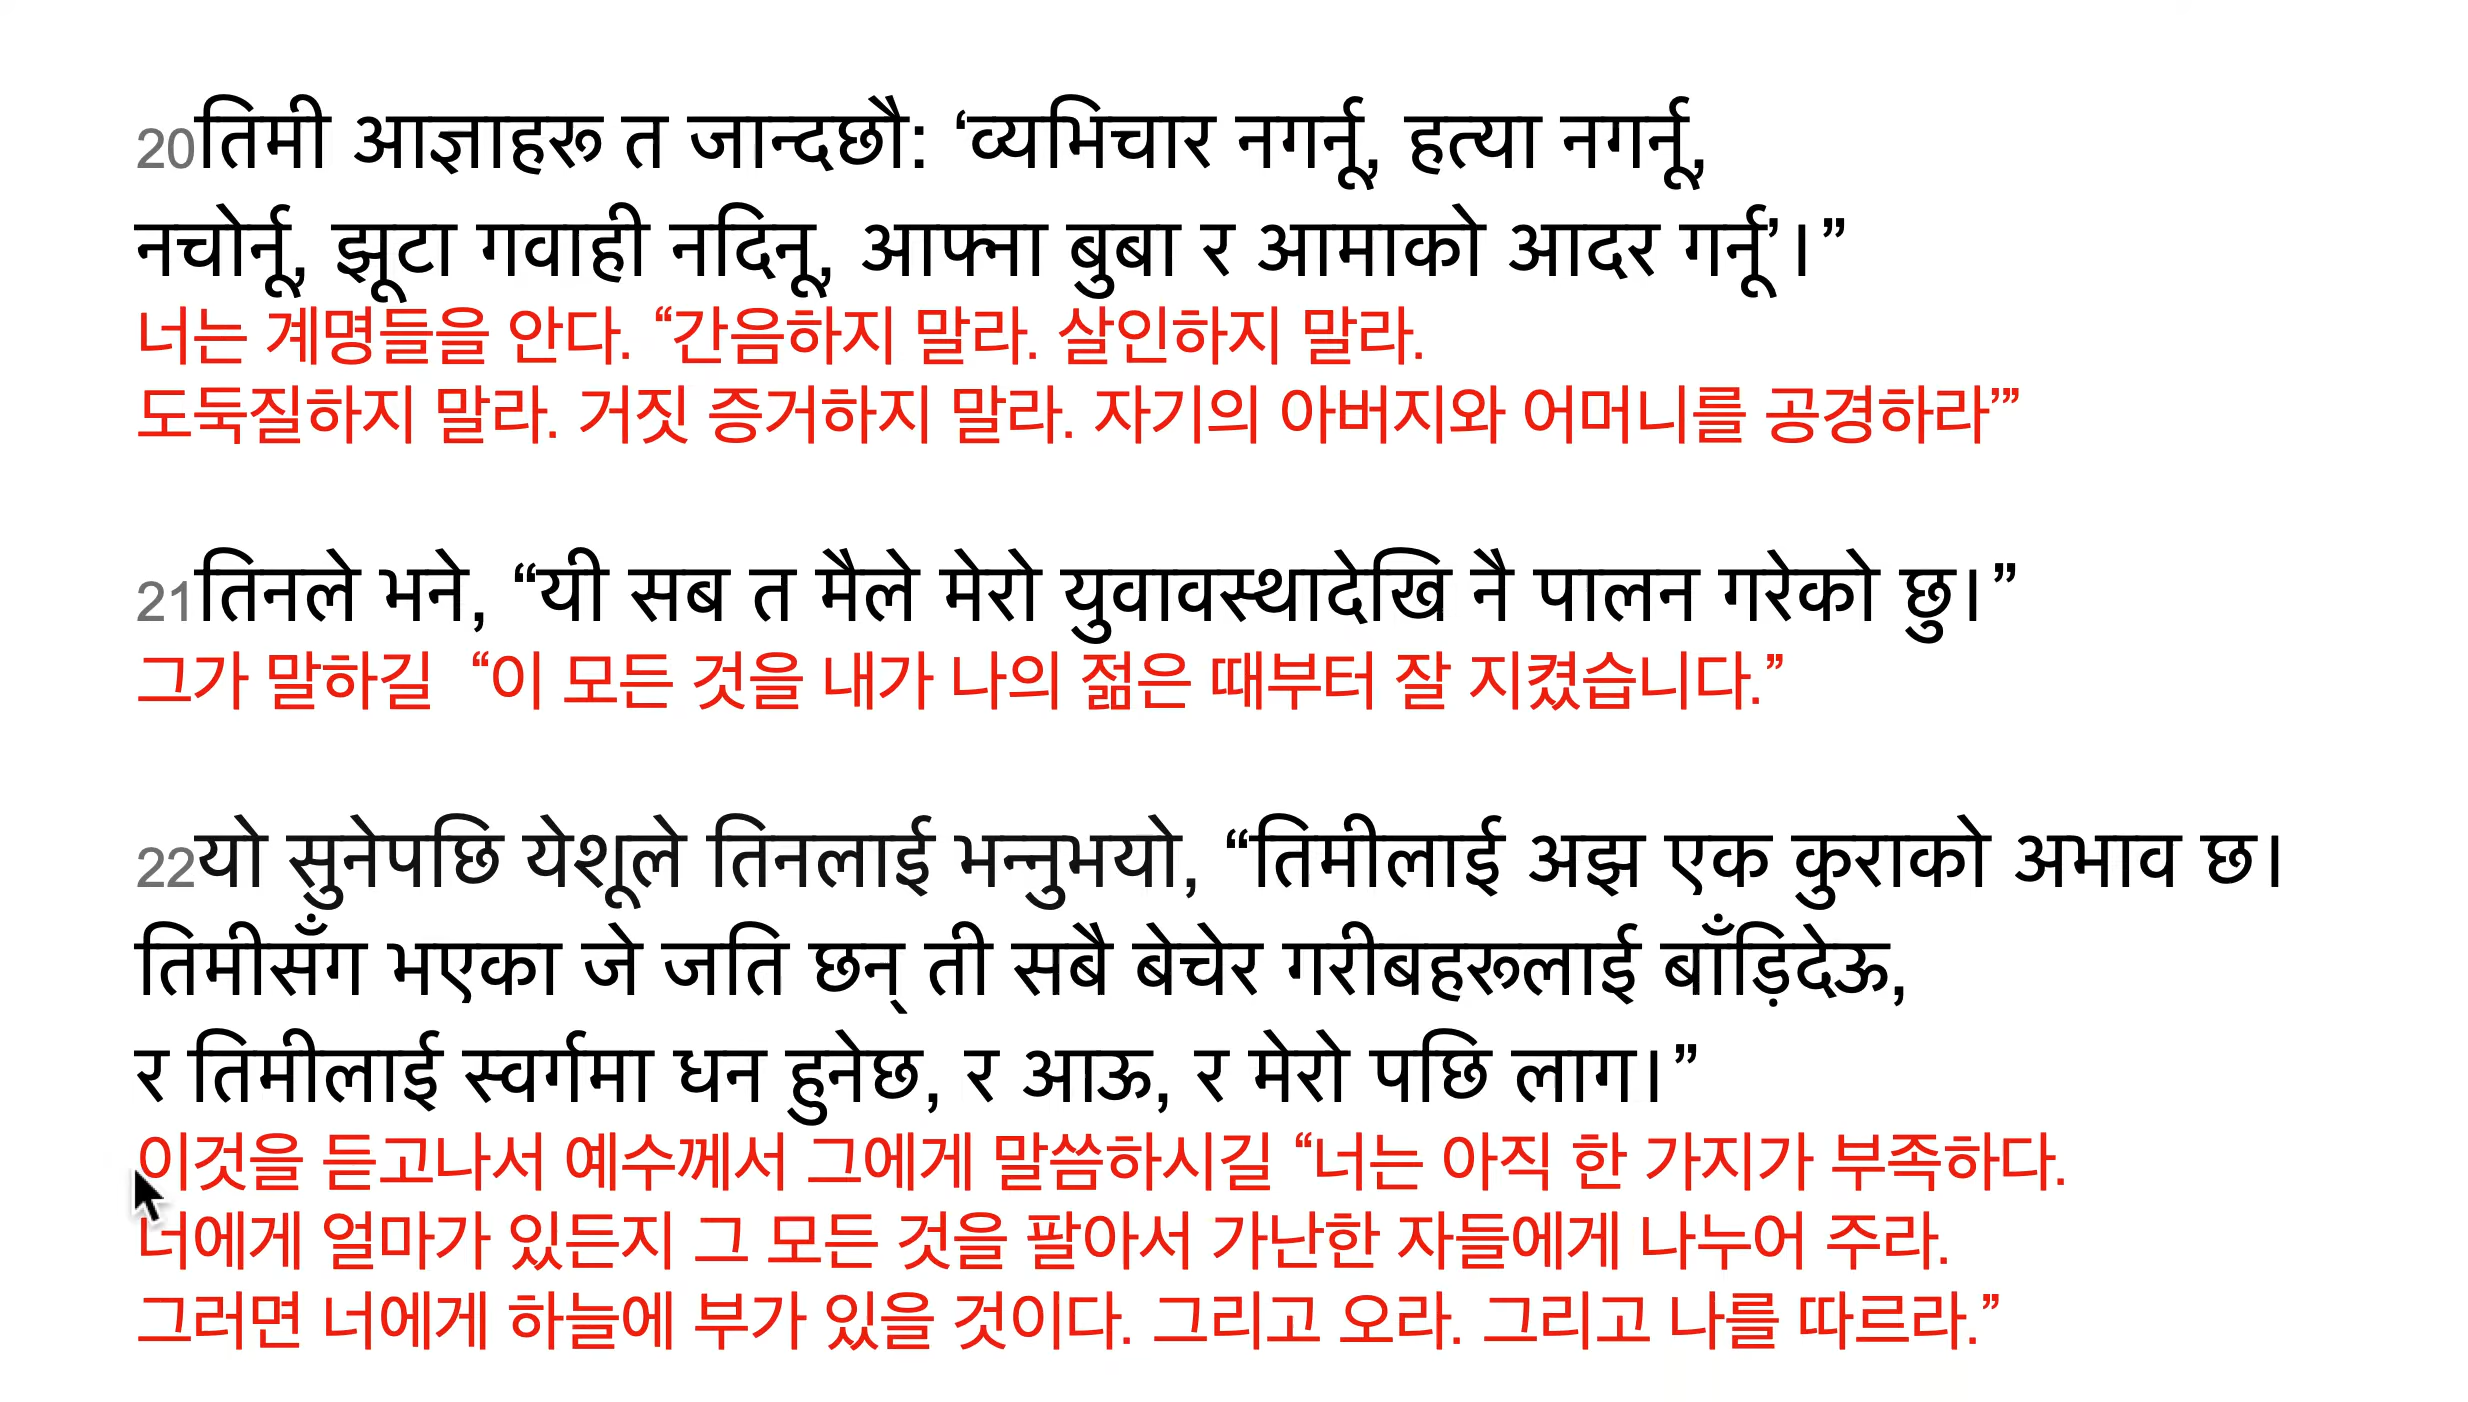 20तिमी आज्ञाहरू त जान्दछौ: ‘व्यभिचार नगर्नू, हत्या नगर्नू,
नचोर्नू, झूटा गवाही नदिनू, आफ्ना बुबा र आमाको आदर गर्नू’।”
너는 계명들을 안다. “간음하지 말라. 살인하지 말라.
도둑질하지 말라. 거짓 증거하지 말라. 자기의 아버지와 어머니를 공경하라’”
21तिनले भने, “यी सब त मैले मेरो युवावस्थादेखि नै पालन गरेको छु।”
그가 말하길 “이 모든 것을 내가 나의 젊은 때부터 잘 지켰습니다.”
22यो सुनेपछि येशूले तिनलाई भन्नुभयो, “तिमीलाई अझ एक कुराको अभाव छ।
तिमीसँग भएका जे जति छन् ती सबै बेचेर गरीबहरूलाई बाँड़िदेऊ,
र तिमीलाई स्वर्गमा धन हुनेछ, र आऊ, र मेरो पछि लाग।”
이것을 듣고나서 예수께서 그에게 말씀하시길 “너는 아직 한 가지가 부족하다.
너에게 얼마가 있든지 그 모든 것을 팔아서 가난한 자들에게 나누어 주라.
그러면 너에게 하늘에 부가 있을 것이다. 그리고 오라. 그리고 나를 따르라.”